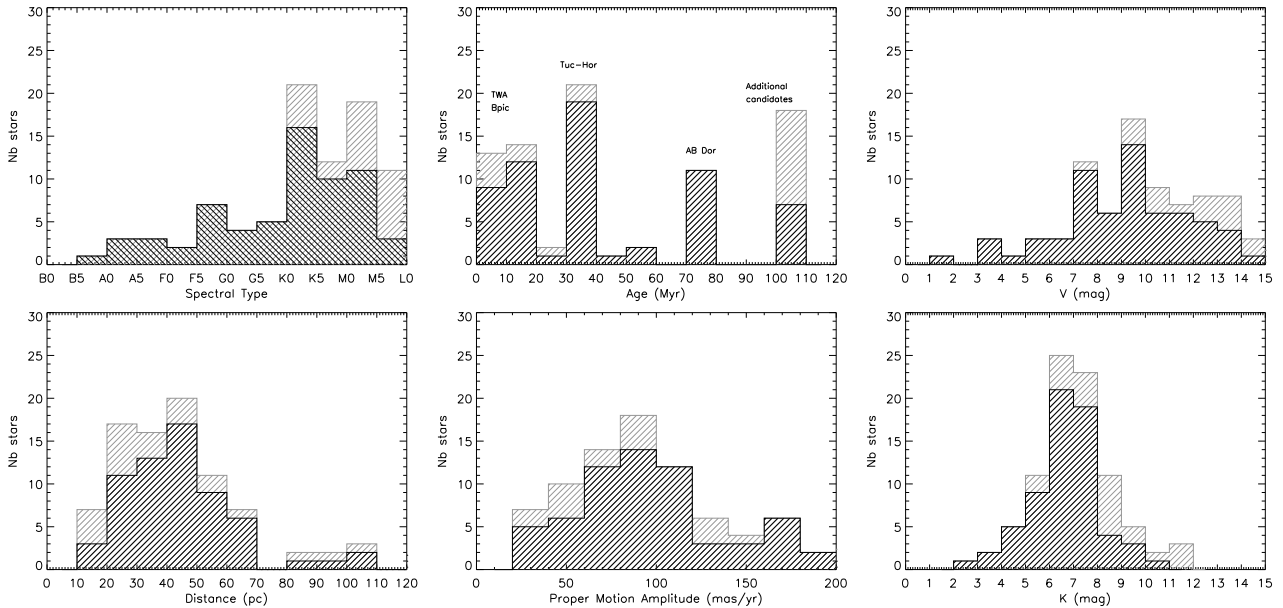 30
25
20
15
10
5
0
Nb stars
B0 B5 A0 A5 F0 F5 G0 G5 K0 K5 M0 M5 L0
Spectral Type
30
25
20
15
10
5
0
Nb stars
TWA
Bpic
Tuc-Hor
AB Dor
Additional
candidates
0 10 20 30 40 50 60 70 80 90 100 110 120
Age (Myr)
30
25
20
15
10
5
0
Nb stars
0 1 2 3 4 5 6 7 8 9 10 11 12 13 14 15
V (mag)
30
25
20
15
10
5
0
Nb stars
0 10 20 30 40 50 60 70 80 90 100 110 120
Distance (pc)
30
25
20
15
10
5
0
Nb stars
0 50 100 150 200
Proper Motion Amplitude (mas/yr)
30
25
20
15
10
5
0
Nb stars
0 1 2 3 4 5 6 7 8 9 10 11 12 13 14 15
K (mag)